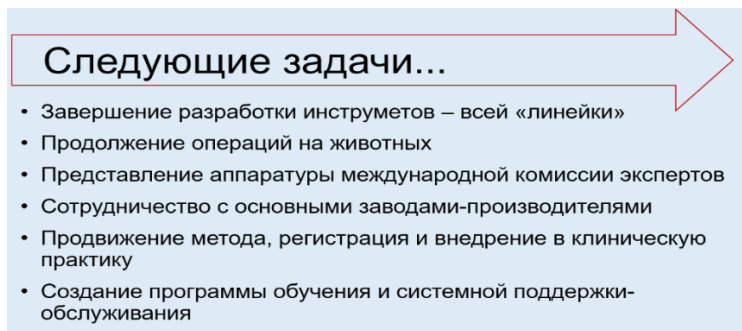 Следующие задачи...
• Завершение разработки инструметов – всей «линейки»
• Продолжение операций на животных
• Представление аппаратуры международной комиссии экспертов
• Сотрудничество с основными заводами-производителями
• Продвижение метода, регистрация и внедрение в клиническую
практику
• Создание программы обучения и системной поддержки-
обслуживания